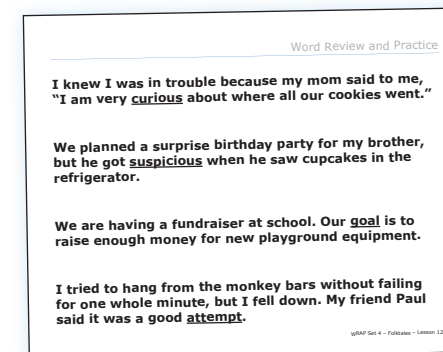 Word Review and Practice
I knew I was in trouble because my mom said to me,
“I am very curious about where all our cookies went.”
We planned a surprise birthday party for my brother,
but he got suspicious when he saw cupcakes in the
refrigerator.
We are having a fundraiser at school. Our goal is to
raise enough money for new playground equipment.
I tried to hang from the monkey bars without failing
for one whole minute, but I fell down. My friend Paul
said it was a good attempt.
WRAP Set 4 – Folktales – Lesson 12